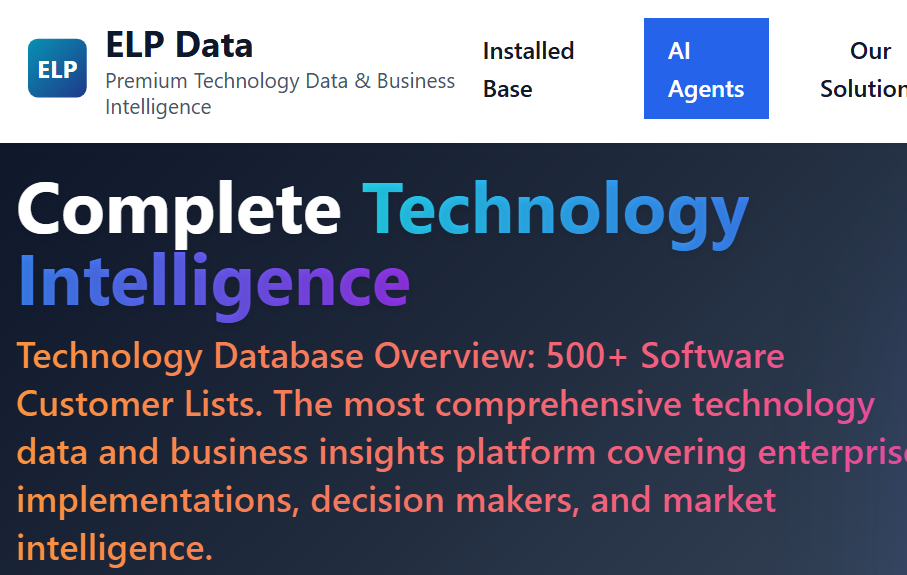 ELP
ELP Data
Premium Technology Data & Business
Intelligence
Installed
Base
AI
Agents
Our
Solution
Complete Technology
Intelligence
Technology Database Overview: 500+ Software
Customer Lists. The most comprehensive technology
data and business insights platform covering enterprise
implementations, decision makers, and market
intelligence.